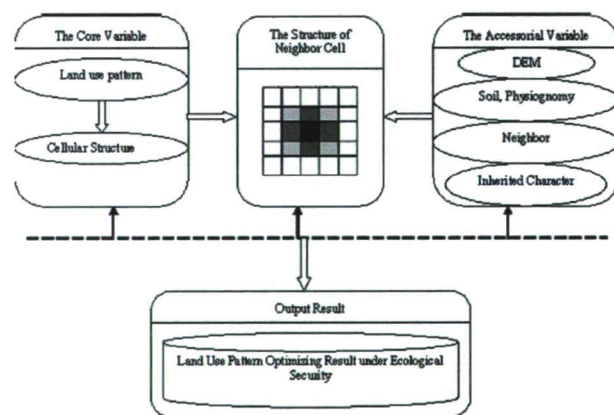 The Core Variable
Land use pattern
Cellular Structure
The Structure of
Neighbor Cell
The Accessorial Variable
DEM
Soil, Physiognomy
Neighbor
Inherited Character
Output Result
Land Use Pattern Optimizing Result under Ecological
Security